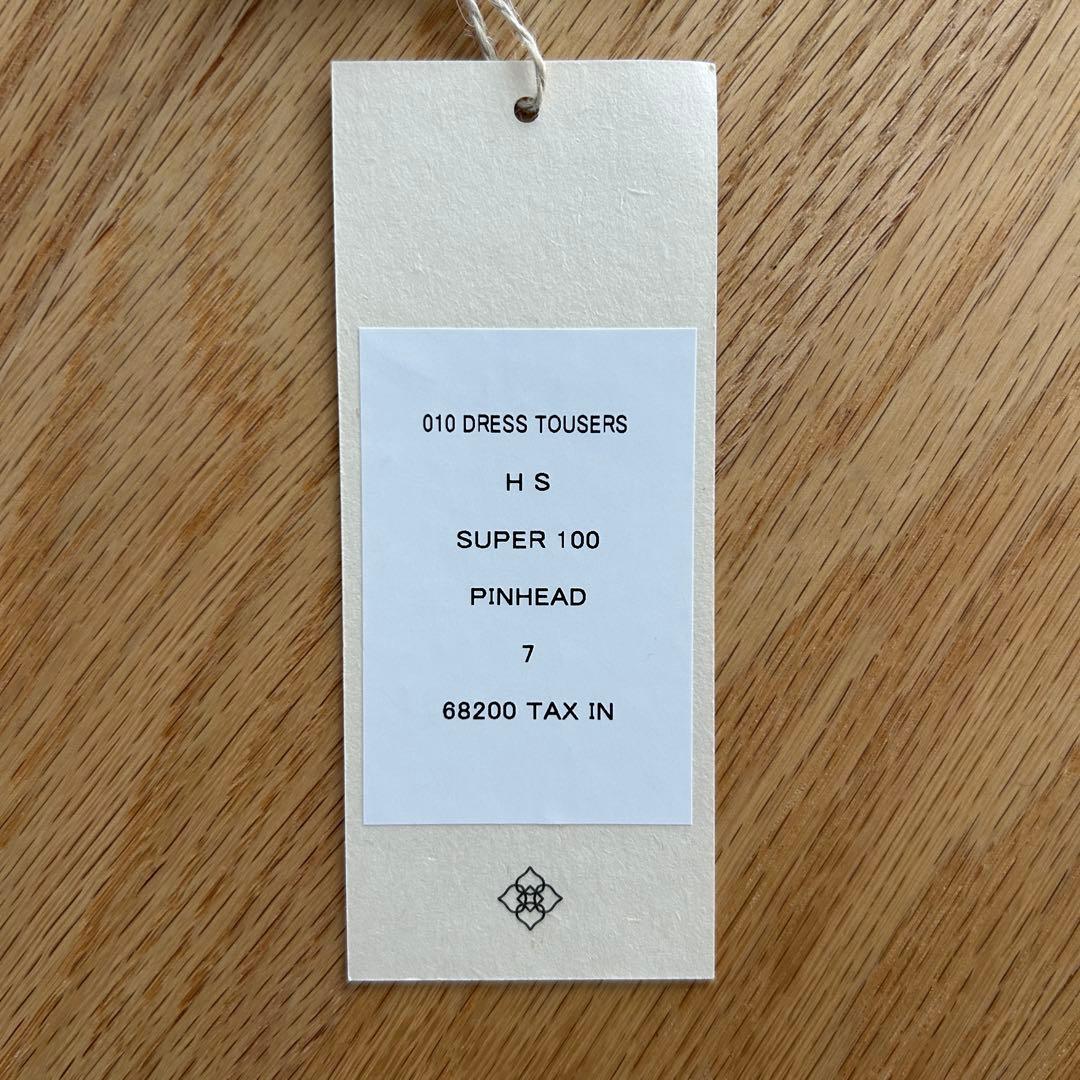 010 DRESS TOUSERS
H S
SUPER 100
PINHEAD
7
68200 TAX IN